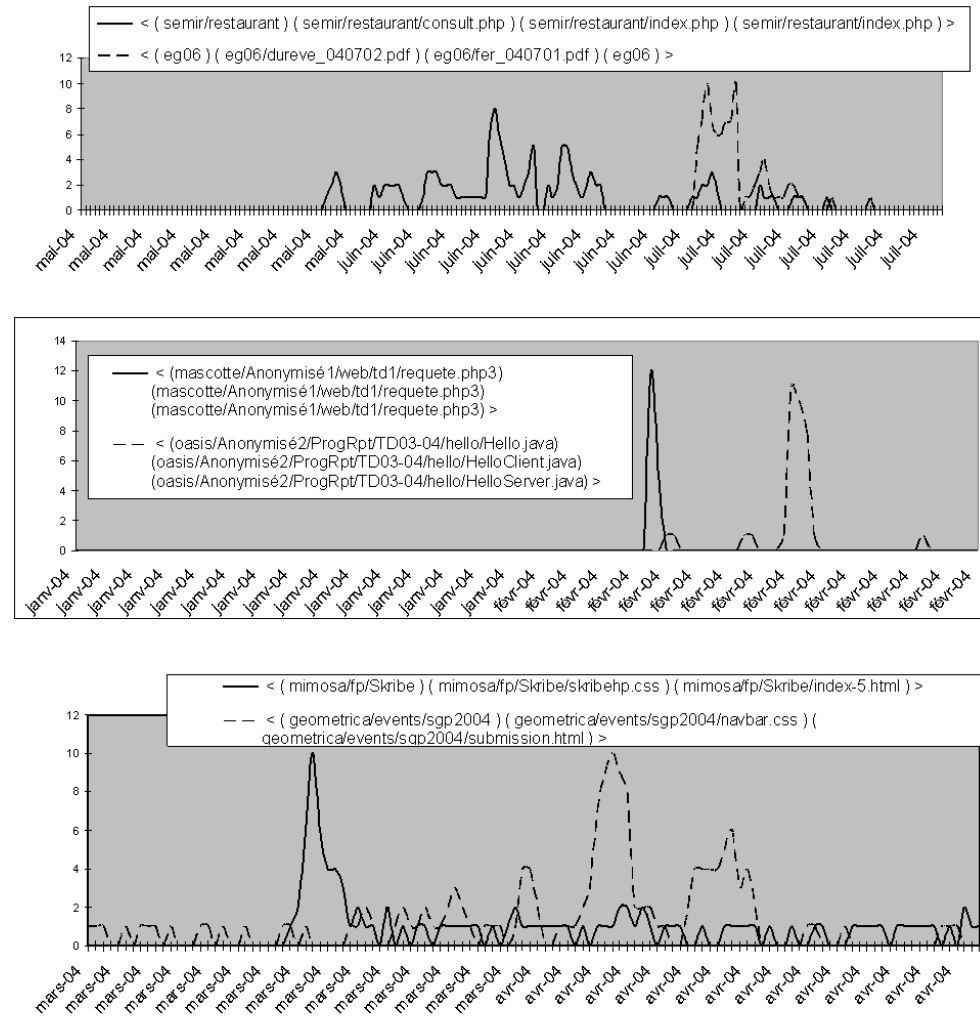 < ( semir/restaurant ) ( semir/restaurant/consult.php ) ( semir/restaurant/index.php ) ( semir/restaurant/index.php ) >
< ( eg06 ) ( eg06/dureve_040702.pdf ) ( eg06/fer_040701.pdf ) ( eg06 ) >
12
10
8
6
4
2
0
mai-04 mai-04 mai-04 mai-04 mai-04 mai-04 mai-04 mai-04 mai-04 juin-04 juin-04 juin-04 juin-04 juin-04 juin-04 juin-04 juin-04 juin-04 juil-04 juil-04 juil-04 juil-04 juil-04 juil-04 juil-04 juil-04
14
12
10
8
6
4
2
0
< (mascotte/Anonymisé1/web/td1/requete.php3)
(mascotte/Anonymisé1/web/td1/requete.php3)
(mascotte/Anonymisé1/web/td1/requete.php3) >
< (oasis/Anonymisé2/ProgRpt/TD03-04/hello/Hello.java)
(oasis/Anonymisé2/ProgRpt/TD03-04/hello/HelloClient.java)
(oasis/Anonymisé2/ProgRpt/TD03-04/hello/HelloServer.java) >
janv-04 janv-04 janv-04 janv-04 janv-04 janv-04 janv-04 janv-04 janv-04 janv-04 janv-04 janv-04 janv-04 janv-04 janv-04 févr-04 févr-04 févr-04 févr-04 févr-04 févr-04 févr-04 févr-04 févr-04 févr-04 févr-04 févr-04 févr-04 févr-04 févr-04
< ( mimosa/fp/Skribe ) ( mimosa/fp/Skribe/skribehp.css ) ( mimosa/fp/Skribe/index-5.html ) >
< ( geometrica/events/sgp2004 ) ( geometrica/events/sgp2004/navbar.css ) (
geometrica/events/sgp2004/submission.html ) >
12
10
8
6
4
2
0
mars-04 mars-04 mars-04 mars-04 mars-04 mars-04 mars-04 mars-04 mars-04 mars-04 mars-04 mars-04 mars-04 mars-04 mars-04 avr-04 avr-04 avr-04 avr-04 avr-04 avr-04 avr-04 avr-04 avr-04 avr-04 avr-04 avr-04 avr-04 avr-04 avr-04